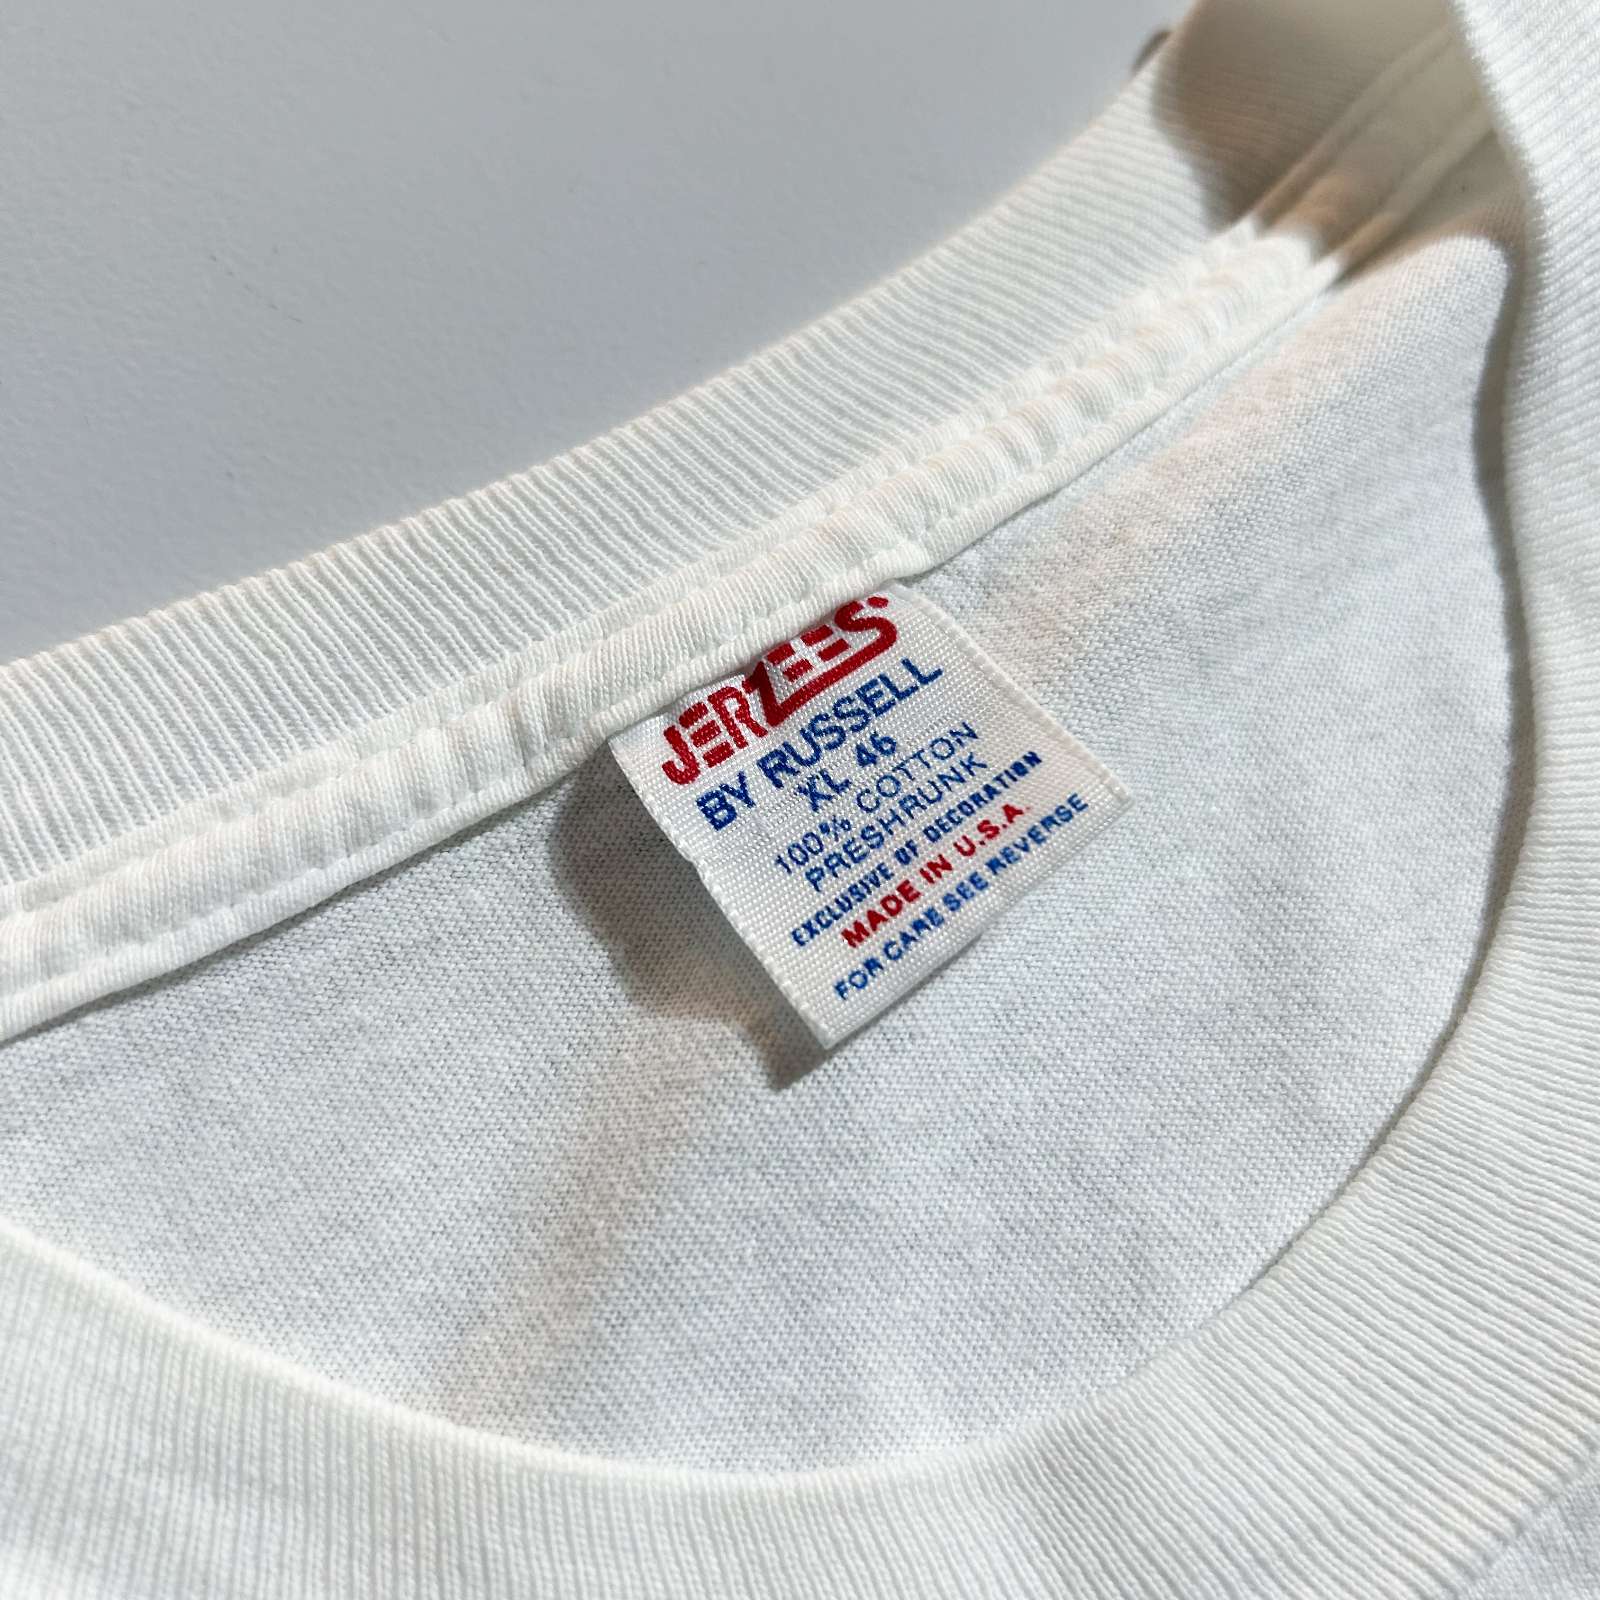 JERZEES
BY RUSSELL
XL 46
100% COTTON
PRESHRUNK
EXCLUSIVE OF DECORATION
MADE IN U.S.A.
FOR CARE SEE REVERSE